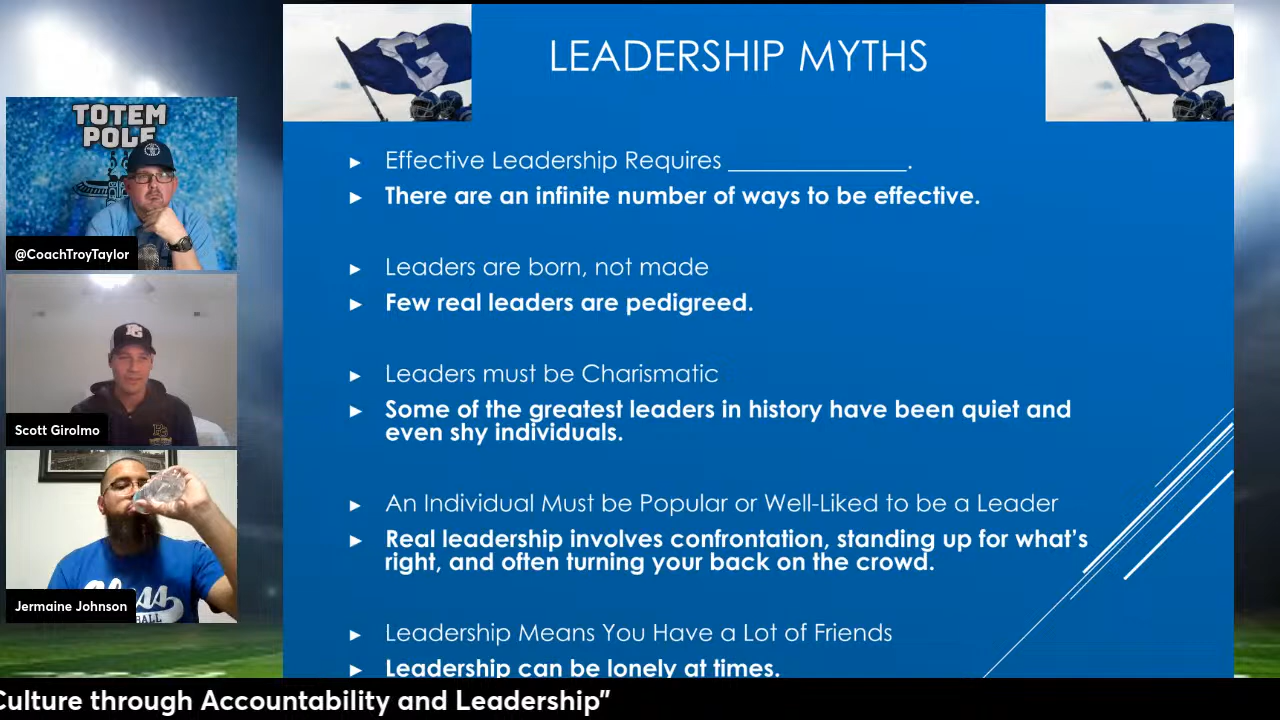 LEADERSHIP MYTHS
TOTEM
POLE
@CoachTroyTaylor
Scott Girolmo
Jermaine Johnson
G
G
► Effective Leadership Requires ______________.
► There are an infinite number of ways to be effective.
► Leaders are born, not made
► Few real leaders are pedigreed.
► Leaders must be Charismatic
► Some of the greatest leaders in history have been quiet and
even shy individuals.
► An Individual Must be Popular or Well-Liked to be a Leader
► Real leadership involves confrontation, standing up for what's
right, and often turning your back on the crowd.
► Leadership Means You Have a Lot of Friends
► Leadership can be lonely at times.
Culture through Accountability and Leadership”